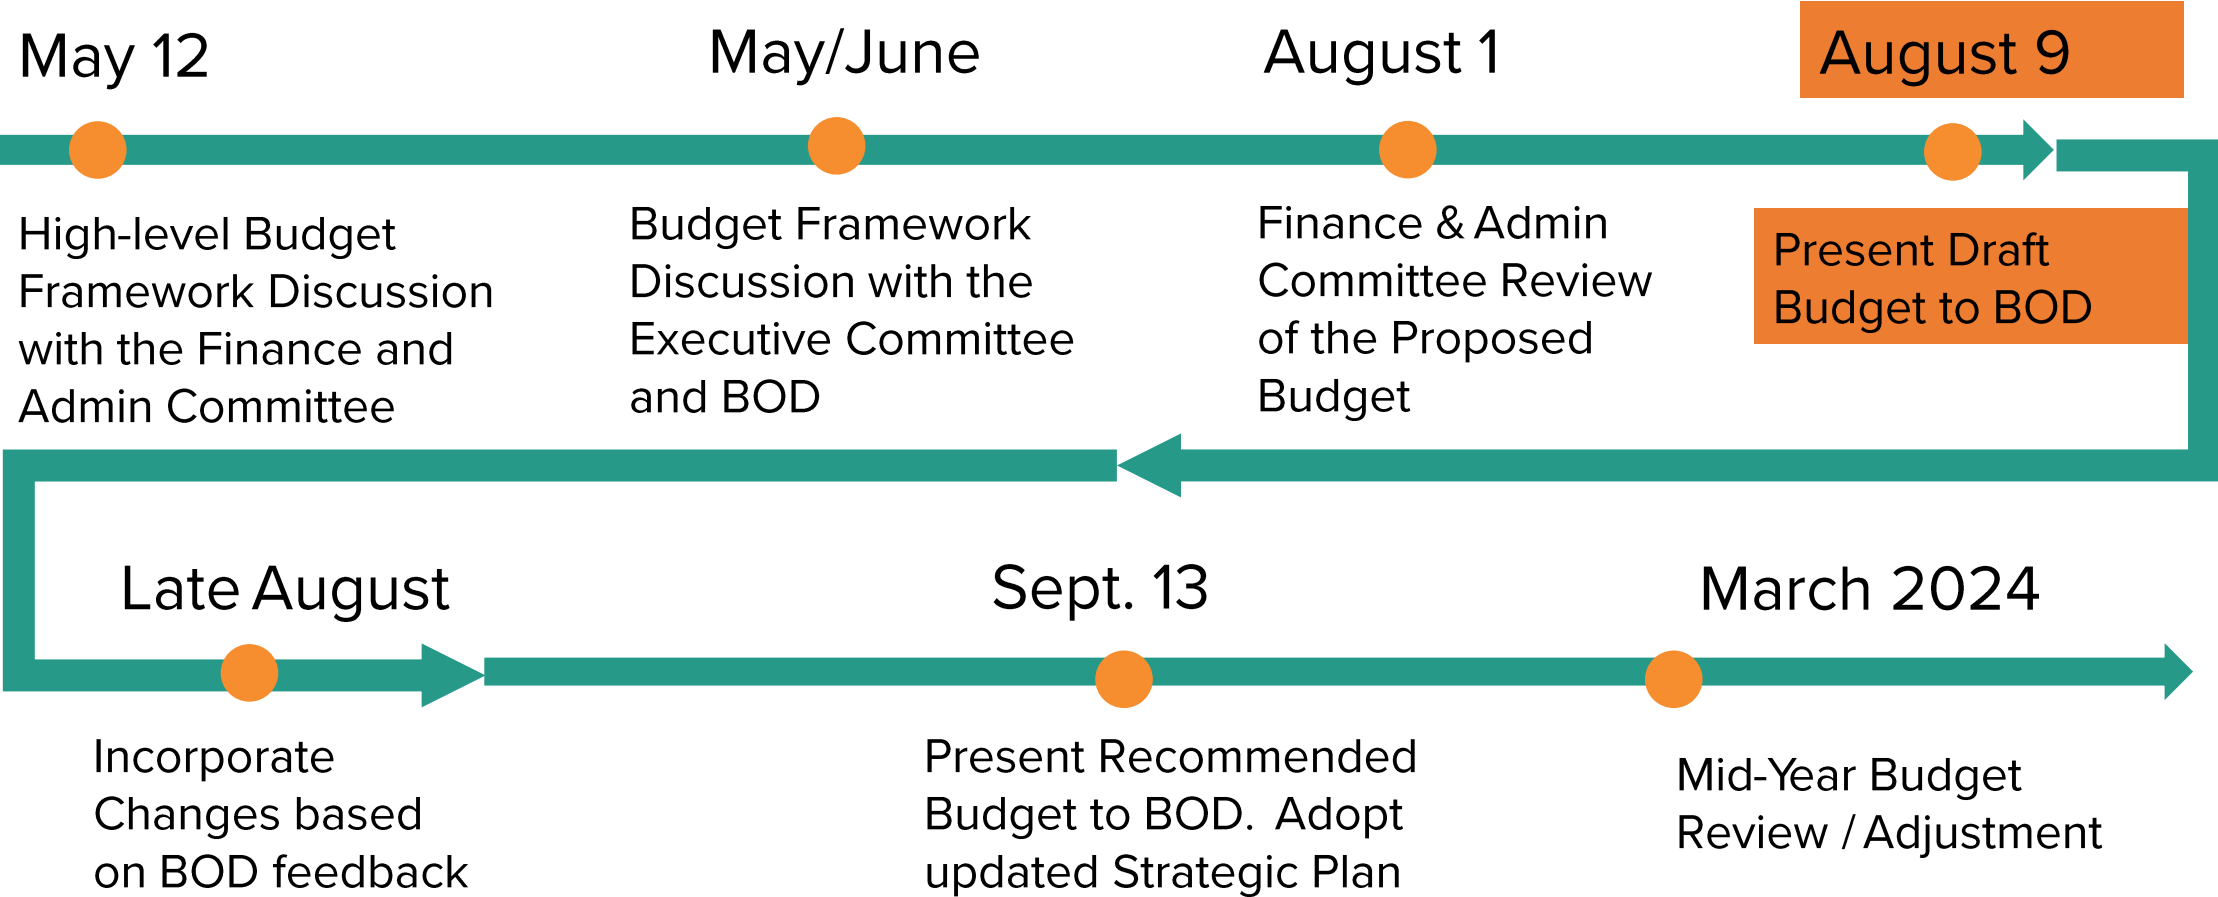 May 12
May/June
August 1
August 9
High-level Budget
Framework Discussion
with the Finance and
Admin Committee
Budget Framework
Discussion with the
Executive Committee
and BOD
Finance & Admin
Committee Review
of the Proposed
Budget
Present Draft
Budget to BOD
Late August
Sept. 13
March 2024
Incorporate
Changes based
on BOD feedback
Present Recommended
Budget to BOD.  Adopt
updated Strategic Plan
Mid-Year Budget
Review / Adjustment